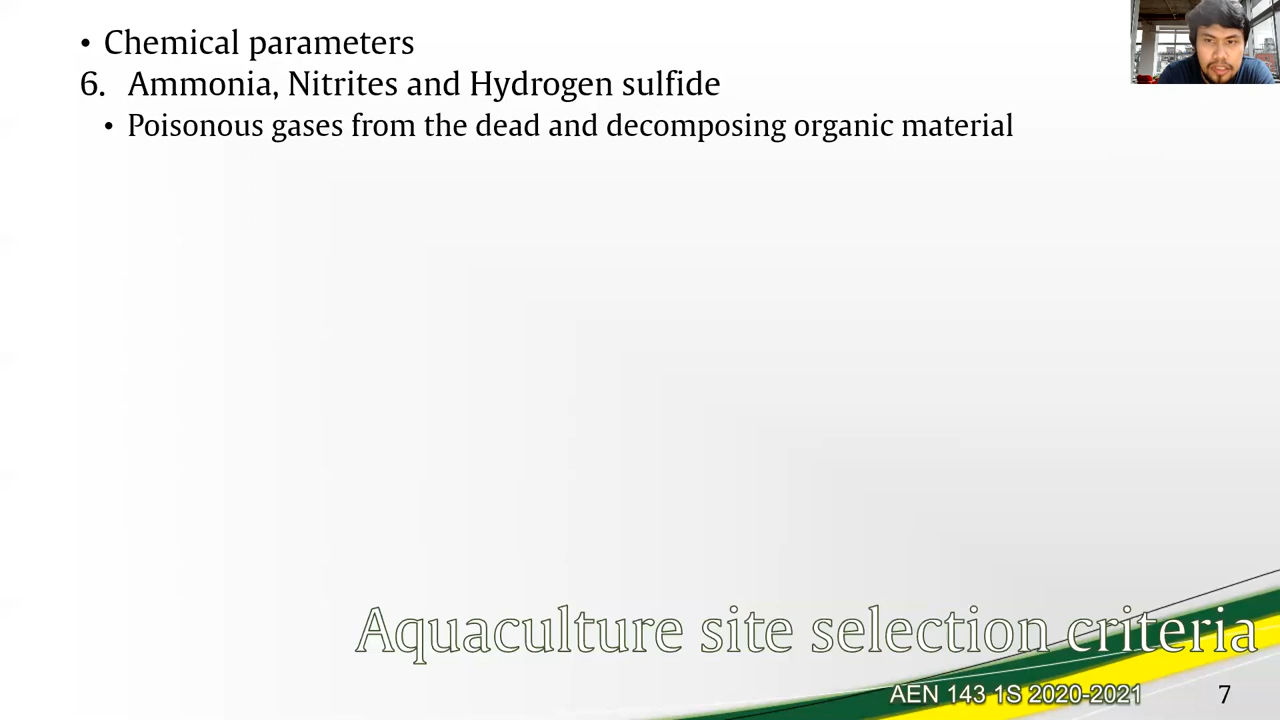 • Chemical parameters
6. Ammonia, Nitrites and Hydrogen sulfide
• Poisonous gases from the dead and decomposing organic material
Aquaculture site selection criteria
AEN 143 1S 2020-2021
7